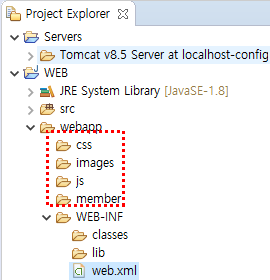 Project Explorer
Servers
Tomcat v8.5 Server at localhost-config
WEB
JRE System Library [JavaSE-1.8]
src
webapp
css
images
js
member
WEB-INF
classes
lib
web.xml